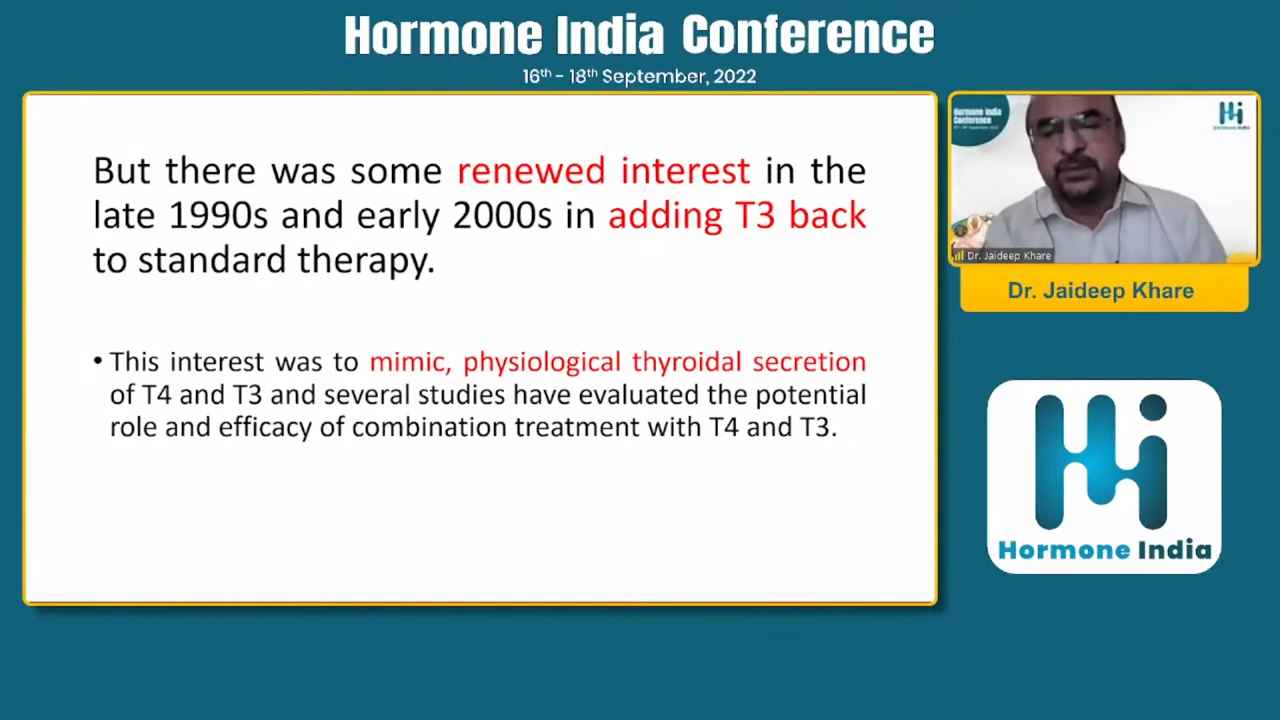 Hormone India Conference
16th - 18th September, 2022
But there was some renewed interest in the
late 1990s and early 2000s in adding T3 back
to standard therapy.
• This interest was to mimic, physiological thyroidal secretion
of T4 and T3 and several studies have evaluated the potential
role and efficacy of combination treatment with T4 and T3.
Hormone India
Conference
Dr. Jaideep Khare
Dr. Jaideep Khare
Hormone India